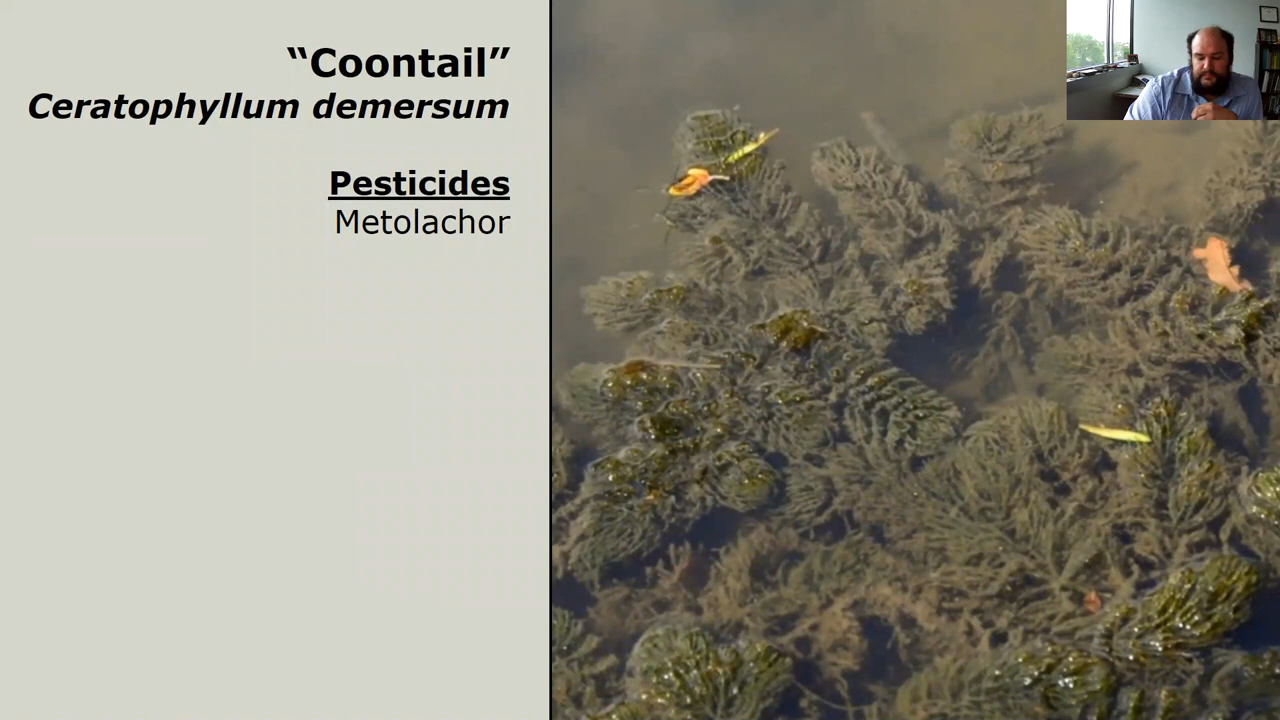 “Coontail”
Ceratophyllum demersum
Pesticides
Metolachor